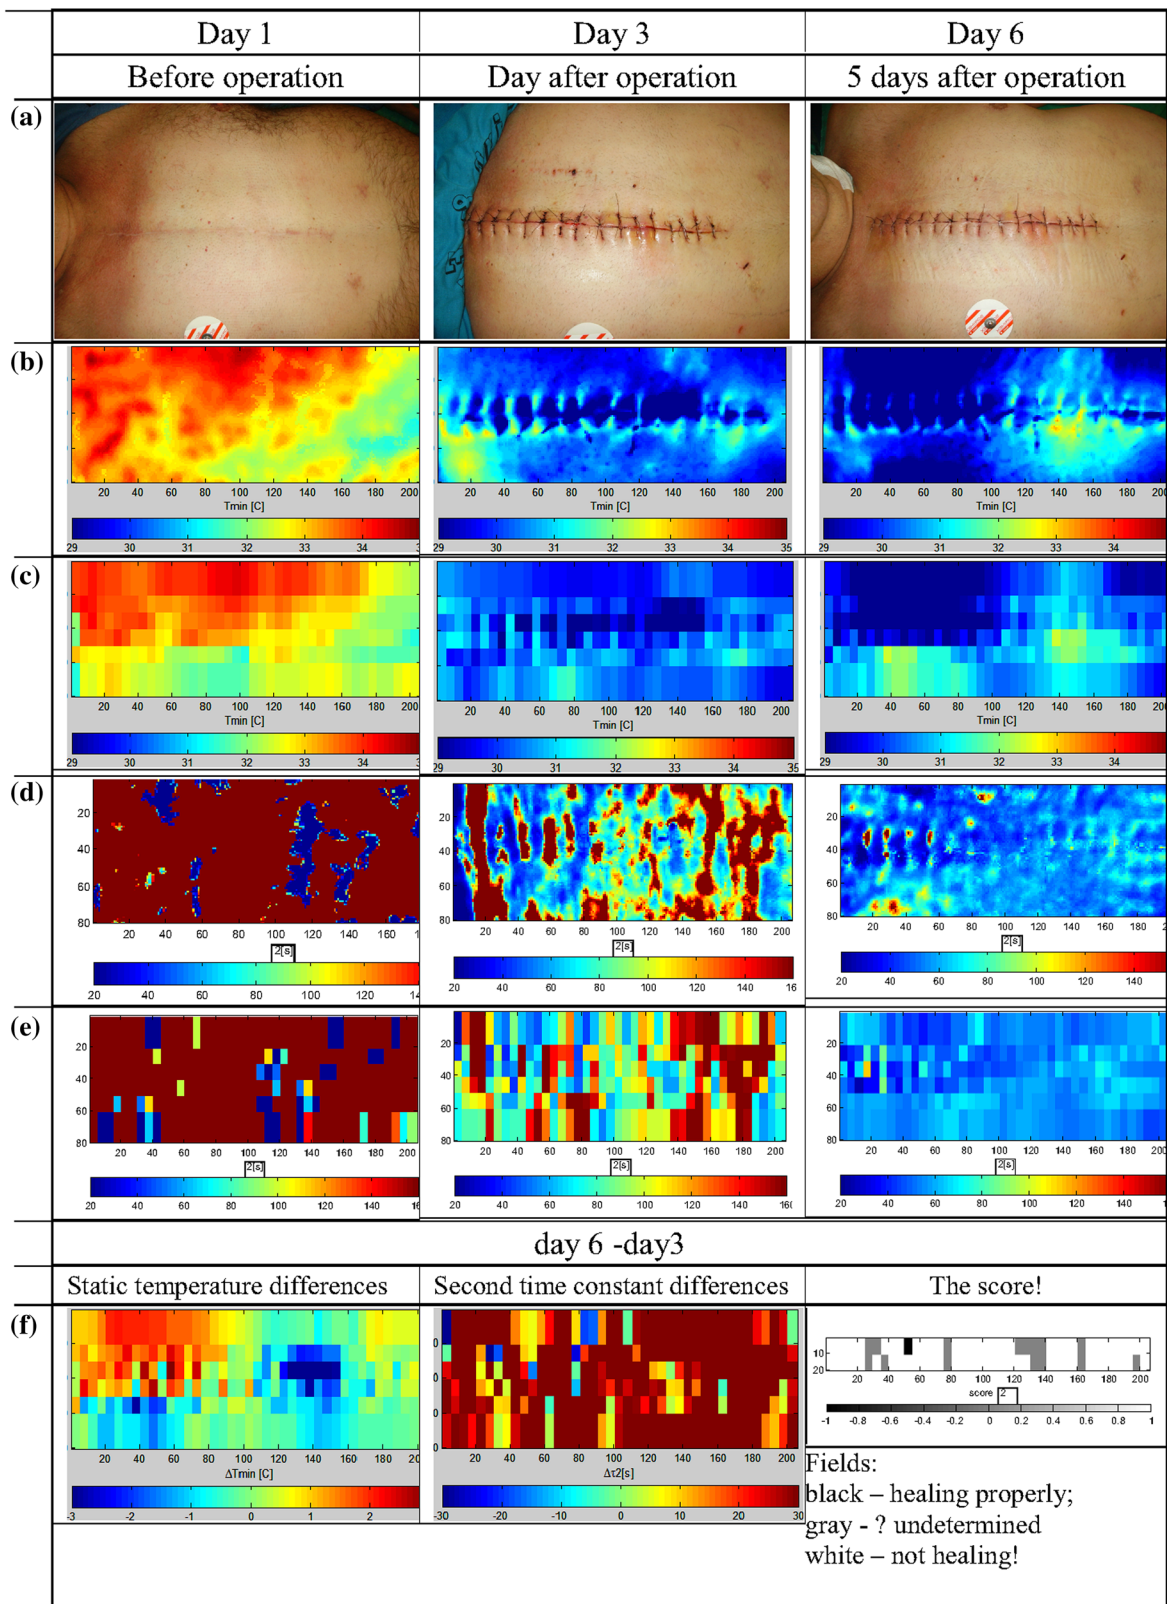 Day 1 Day 3 Day 6
Before operation Day after operation 5 days after operation
(a)
(b)
20 40 60 80 100 120 140 160 180 200
Tmin [C]
29 30 31 32 33 34
20 40 60 80 100 120 140 160 180 200
Tmin [C]
29 30 31 32 33 34 35
20 40 60 80 100 120 140 160 180 200
Tmin [C]
29 30 31 32 33 34
(c)
20 40 60 80 100 120 140 160 180 200
Tmin [C]
29 30 31 32 33 34
20 40 60 80 100 120 140 160 180 200
Tmin [C]
29 30 31 32 33 34 35
20 40 60 80 100 120 140 160 180 200
Tmin [C]
29 30 31 32 33 34
(d)
20
40
60
80
20 40 60 80 100 120 140 160
2[s]
20 40 60 80 100 120
20
40
60
80
20 40 60 80 100 120 140 160 180 200
2[s]
20 40 60 80 100 120 140 16
20
40
60
80
20 40 60 80 100 120 140 160 180
2[s]
20 40 60 80 100 120 140
(e)
20
40
60
80
20 40 60 80 100 120 140 160 180 200
2[s]
20 40 60 80 100 120 140
20
40
60
80
20 40 60 80 100 120 140 160 180 200
2[s]
20 40 60 80 100 120 140 160
20
40
60
80
20 40 60 80 100 120 140 160 180 200
2[s]
20 40 60 80 100 120 140
day 6 -day3
Static temperature differences Second time constant differences The score!
(f)
20 40 60 80 100 120 140 160 180 200
ΔTmin [C]
-3 -2 -1 0 1 2
0
0
0
0
20 40 60 80 100 120 140 160 180 200
Δτ2[s]
-30 -20 -10 0 10 20 30
10
20
20 40 60 80 100 120 140 160 180 200
score 2
-1 -0.8 -0.6 -0.4 -0.2 0 0.2 0.4 0.6 0.8 1
Fields:
black – healing properly;
gray - ? undetermined
white – not healing!